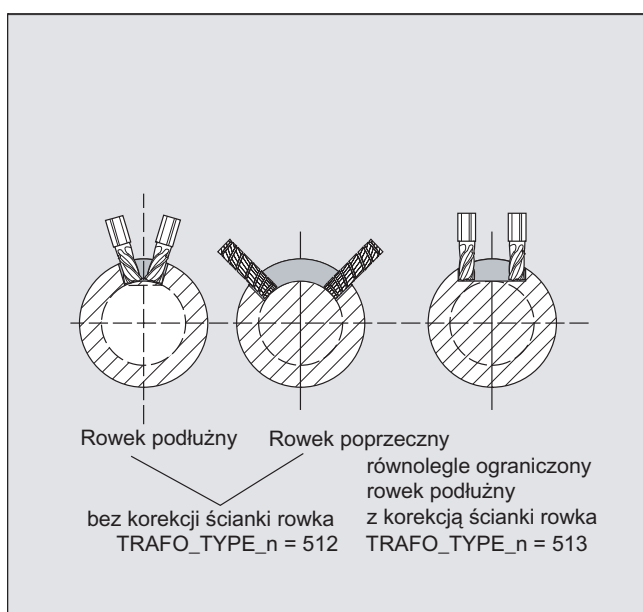 Rowek podłużny
Rowek poprzeczny
bez korekcji ścianki rowka
TRAFO_TYPE_n = 512
równolegle ograniczony
rowek podłużny
z korekcją ścianki rowka
TRAFO_TYPE_n = 513